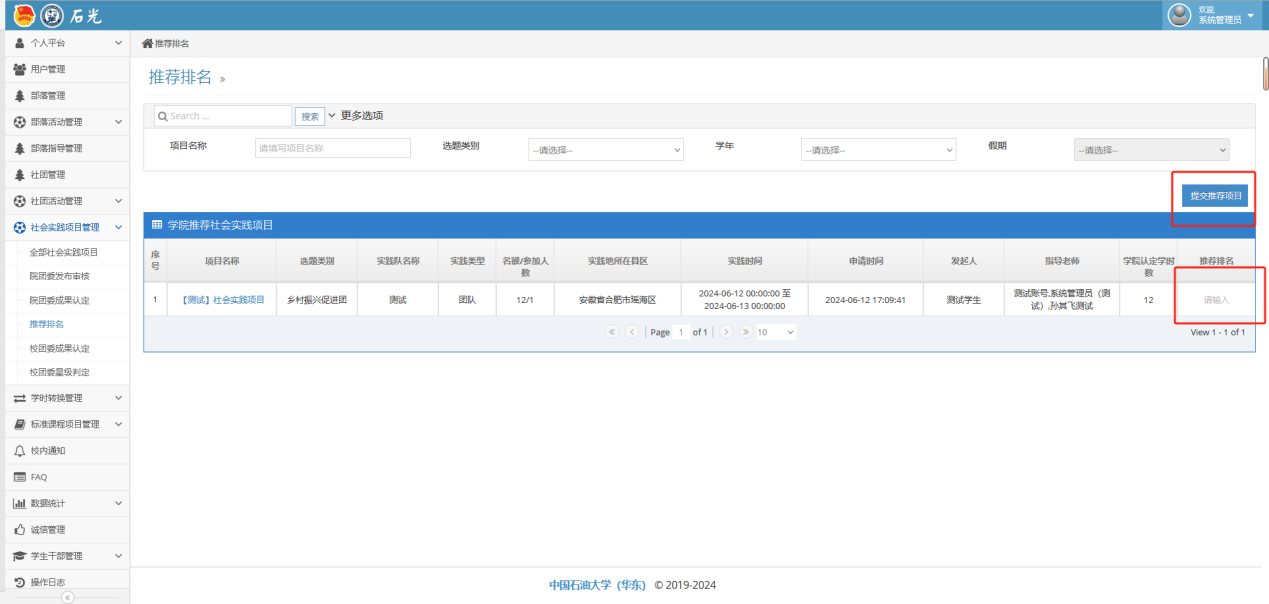 石光
欢迎,
系统管理员
个人平台
用户管理
部落管理
部落活动管理
部落指导管理
社团管理
社团活动管理
社会实践项目管理
全部社会实践项目
院团委发布审核
院团委成果认定
推荐排名
校团委成果认定
校团委星级判定
学时转换管理
标准课程项目管理
校内通知
FAQ
数据统计
诚信管理
学生干部管理
操作日志
推荐排名
推荐排名 »
Search ... 搜索 更多选项
项目名称 请填写项目名称 选题类别 --请选择-- 学年 --请选择-- 假期 --请选择--
提交推荐项目
学院推荐社会实践项目
序号 项目名称 选题类别 实践队名称 实践类型 名额/参加人数 实践地所在县区 实践时间 申请时间 发起人 指导老师 学院认定学时数 推荐排名
1 【测试】社会实践项目 乡村振兴促进团 测试 团队 12/1 安徽省合肥市瑶海区 2024-06-12 00:00:00 至 2024-06-13 00:00:00 2024-06-12 17:09:41 测试学生 测试账号,系统管理员（测试）,孙其飞测试 12 请输入
Page 1 of 1 10 View 1 - 1 of 1
中国石油大学（华东） © 2019-2024